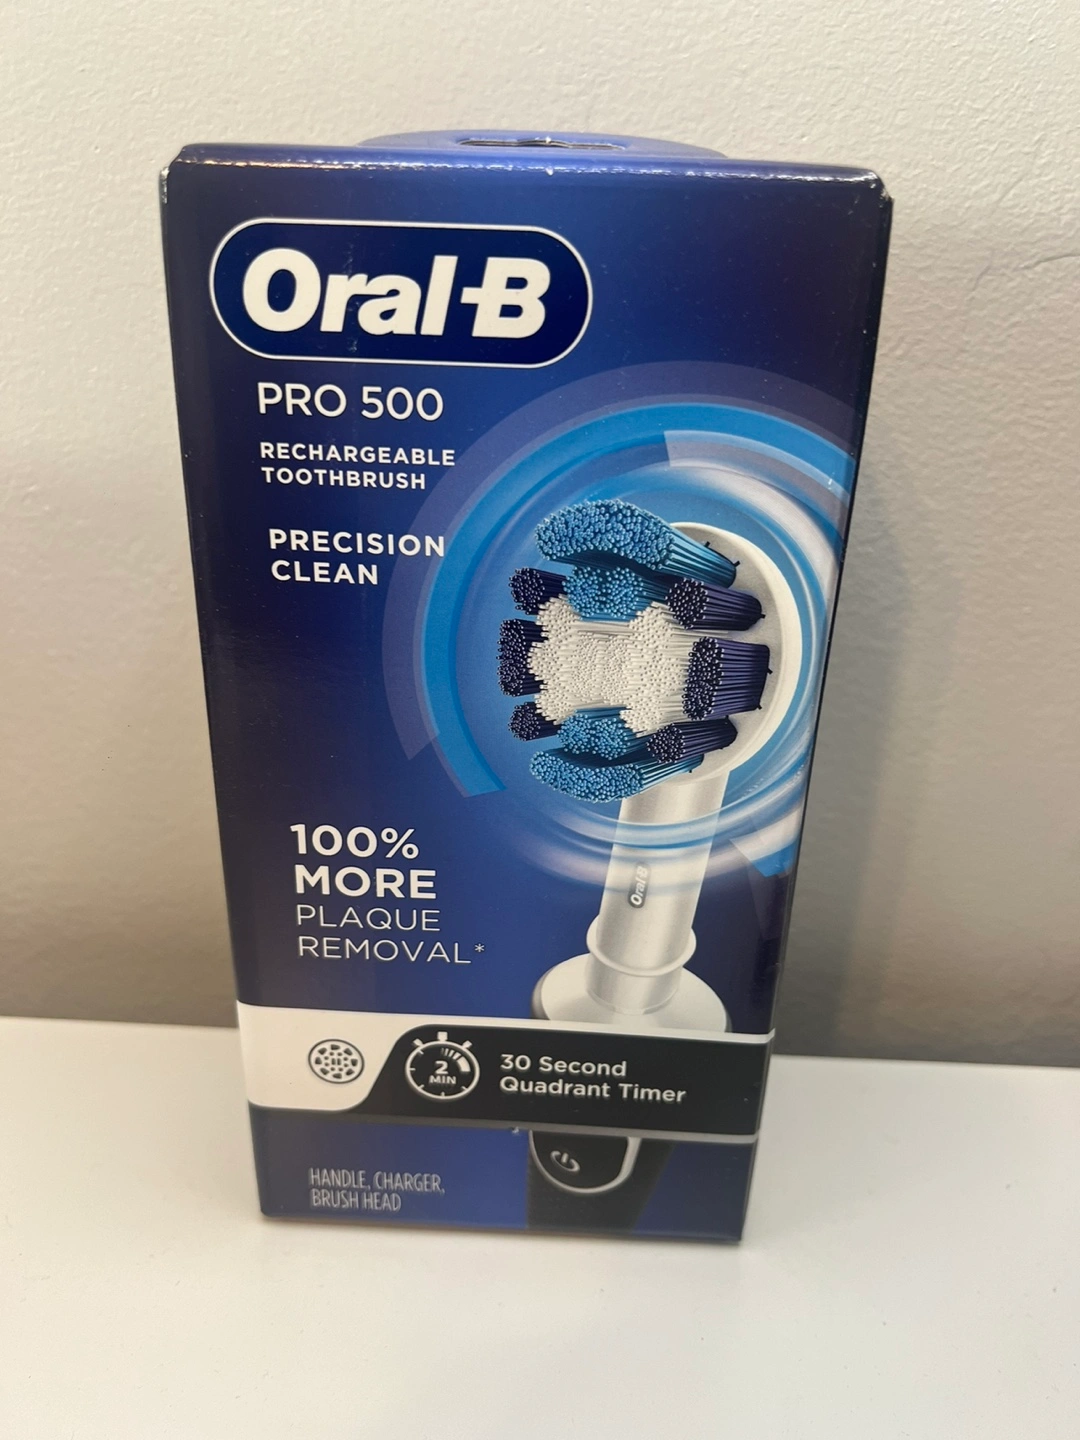 Oral-B
PRO 500
RECHARGEABLE
TOOTHBRUSH
PRECISION
CLEAN
100%
MORE
PLAQUE
REMOVAL*
Oral-B
2
MIN
30 Second
Quadrant Timer
HANDLE, CHARGER,
BRUSH HEAD